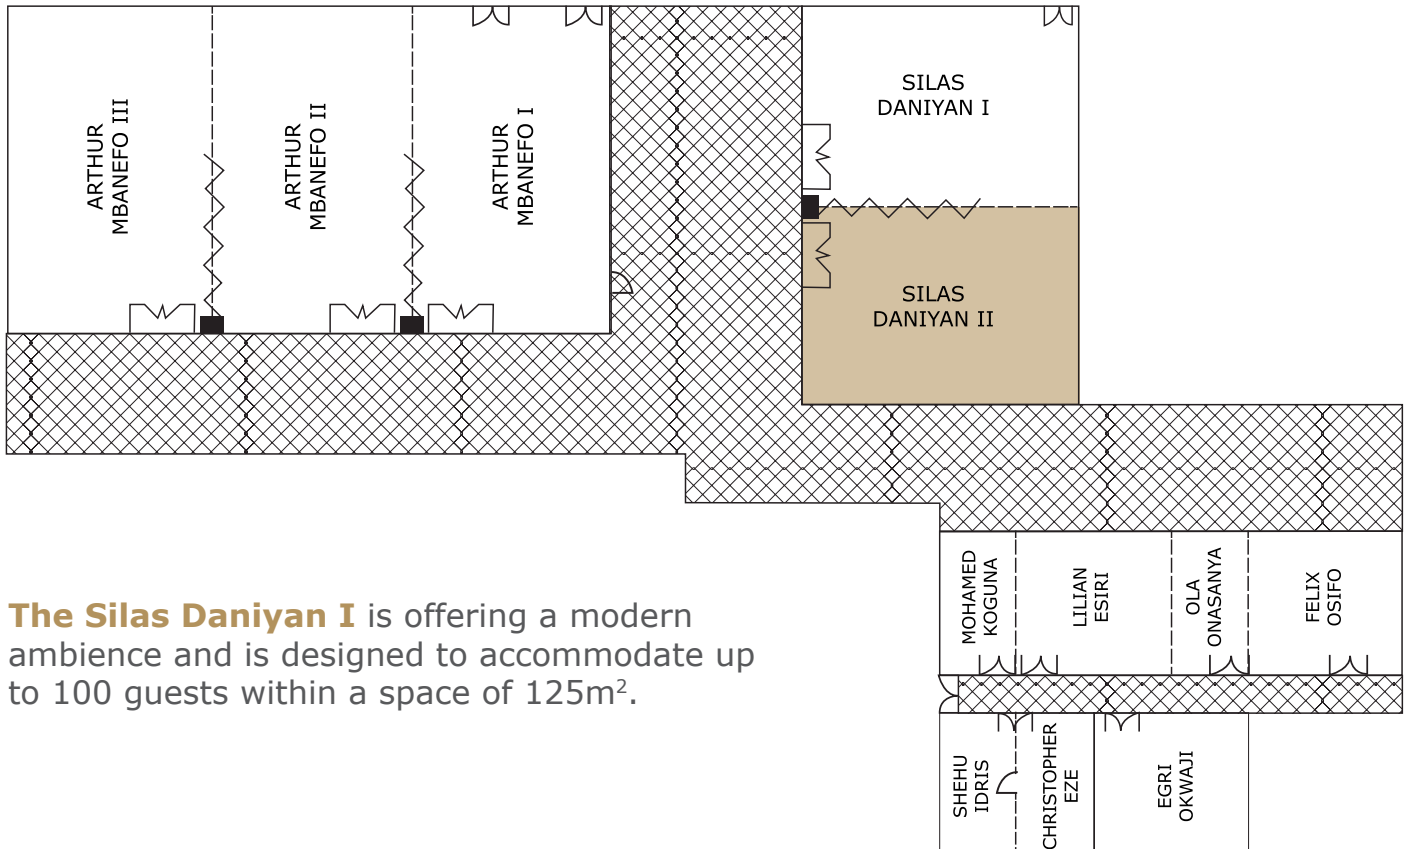 ARTHUR
MBANEFO III
ARTHUR
MBANEFO II
ARTHUR
MBANEFO I
SILAS
DANIYAN I
SILAS
DANIYAN II
MOHAMED
KOGUNA
LILIAN
ESIRI
OLA
ONASANYA
FELIX
OSIFO
The Silas Daniyan I is offering a modern
ambience and is designed to accommodate up
to 100 guests within a space of 125m².
SHEHU
IDRIS
CHRISTOPHER
EZE
EGRI
OKWAJI